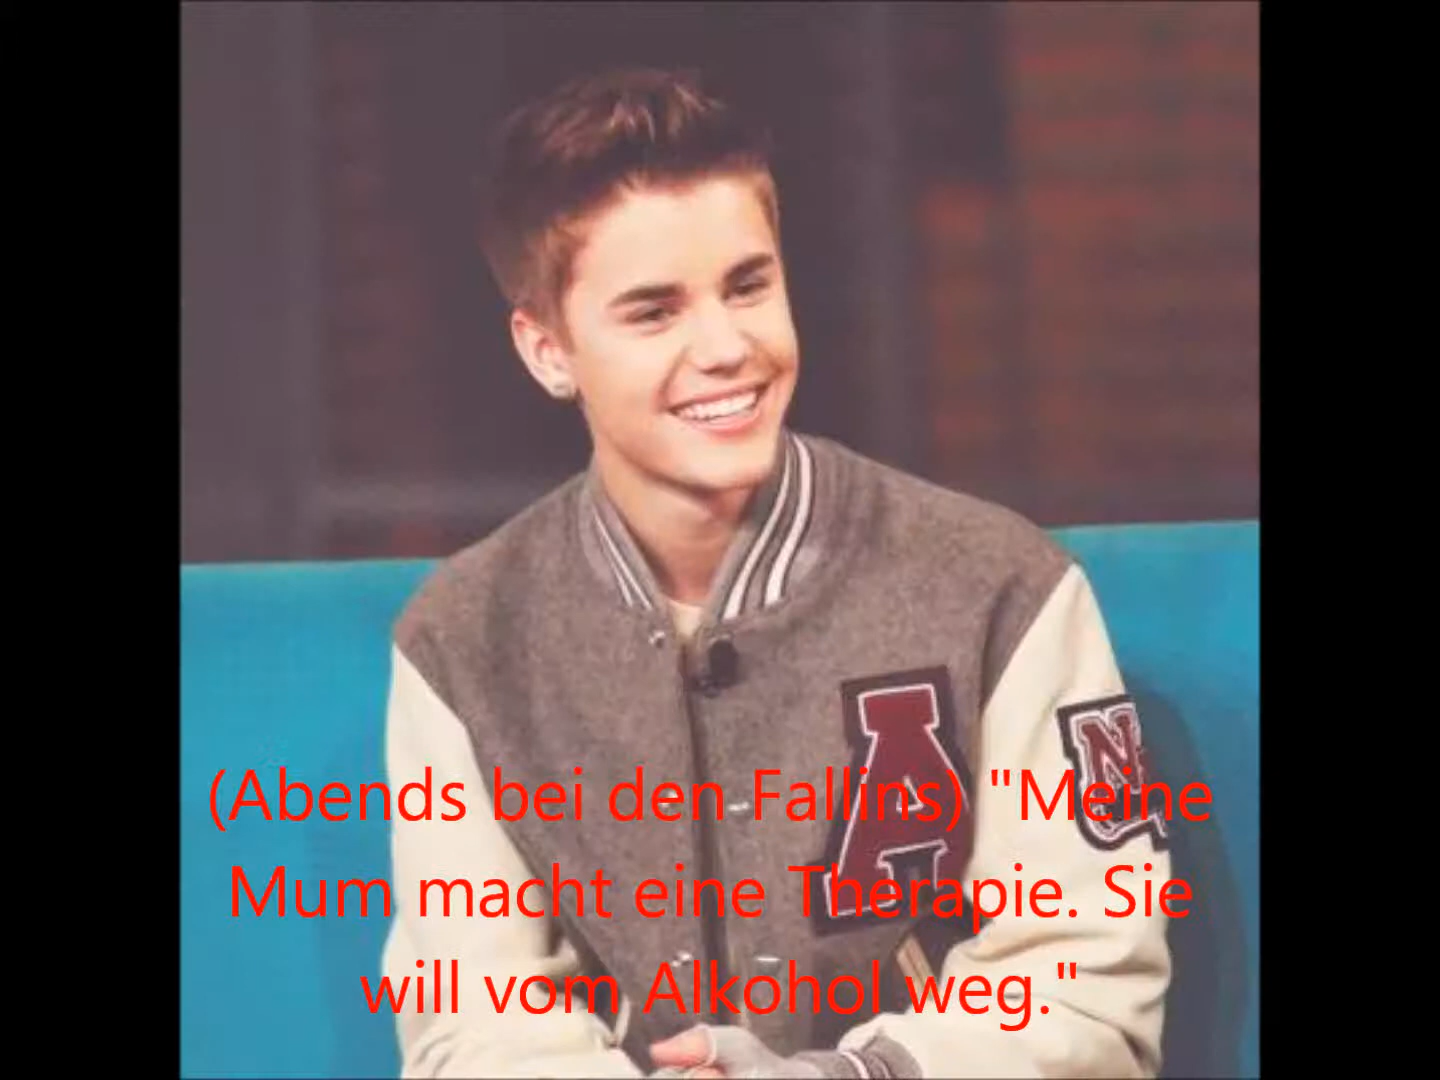 (Abends bei den Fallins) "Meine
Mum macht eine Therapie. Sie
will vom Alkohol weg."
A
N